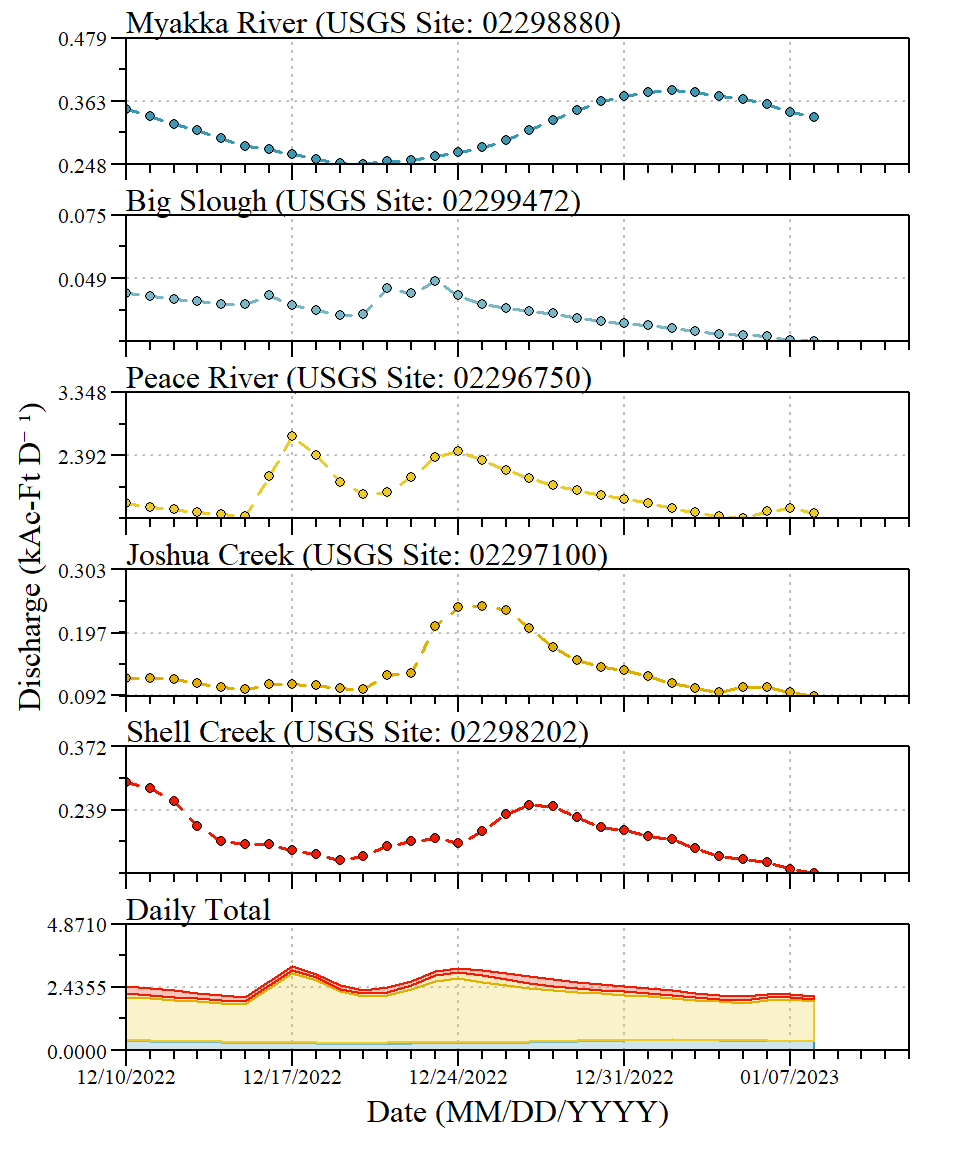 Myakka River (USGS Site: 02298880)
0.479
0.363
0.248
Big Slough (USGS Site: 02299472)
0.075
0.049
Peace River (USGS Site: 02296750)
3.348
2.392
Joshua Creek (USGS Site: 02297100)
0.303
0.197
0.092
Shell Creek (USGS Site: 02298202)
0.372
0.239
Daily Total
4.8710
2.4355
0.0000
12/10/2022 12/17/2022 12/24/2022 12/31/2022 01/07/2023
Date (MM/DD/YYYY)
Discharge (kAc-Ft D⁻¹)